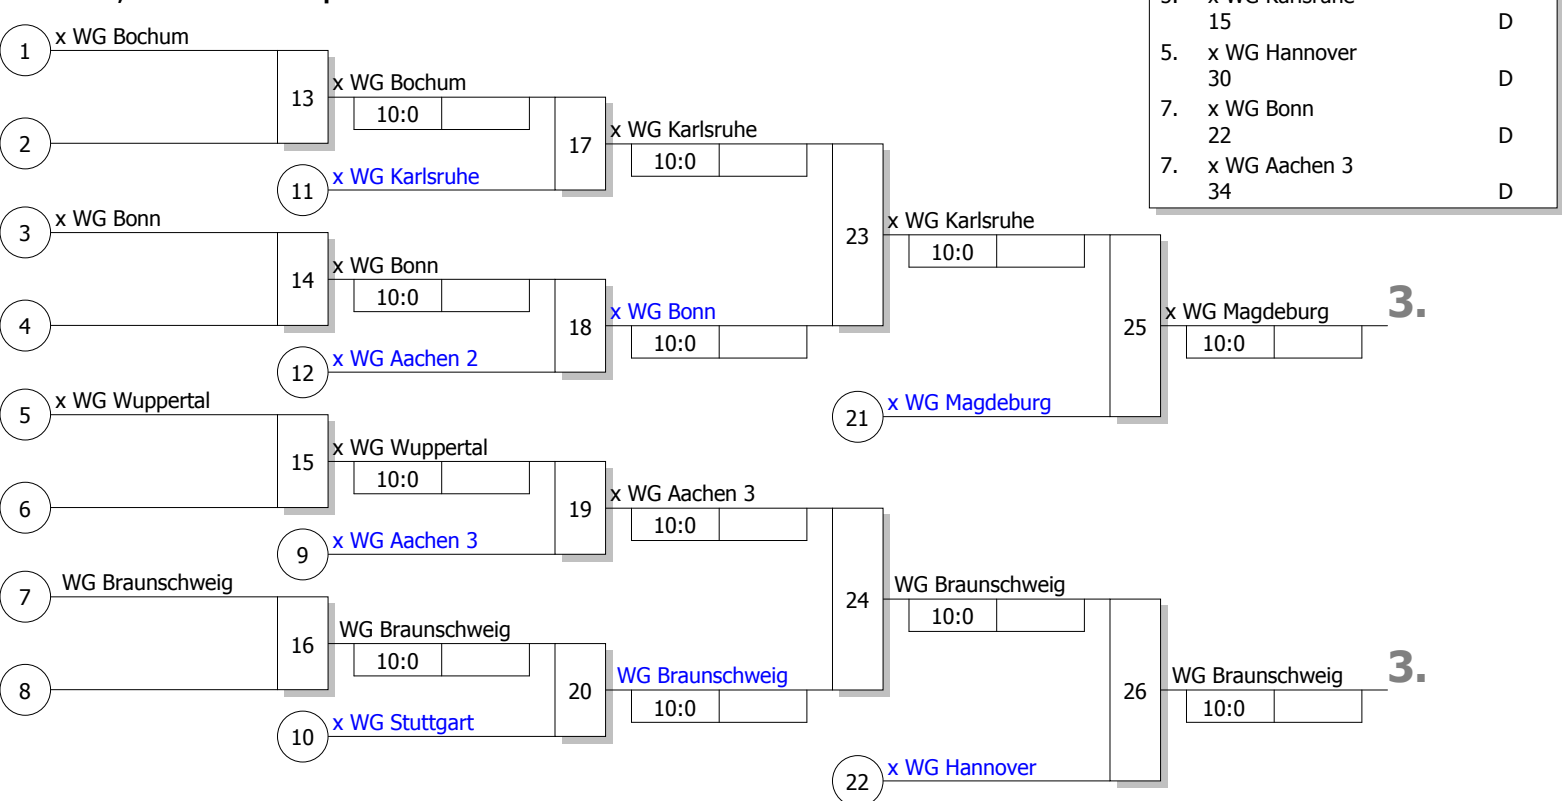 15 D
5. x WG Hannover
30 D
7. x WG Bonn
22 D
7. x WG Aachen 3
34 D
1 x WG Bochum
13 x WG Bochum
10:0
2
17 x WG Karlsruhe
10:0
11 x WG Karlsruhe
3 x WG Bonn
23 x WG Karlsruhe
10:0
14 x WG Bonn
10:0
4
18 x WG Bonn
10:0
25 x WG Magdeburg 3.
10:0
12 x WG Aachen 2
5 x WG Wuppertal
21 x WG Magdeburg
15 x WG Wuppertal
10:0
6
19 x WG Aachen 3
10:0
9 x WG Aachen 3
7 WG Braunschweig
24 WG Braunschweig
10:0
16 WG Braunschweig
10:0
8
20 WG Braunschweig
10:0
26 WG Braunschweig 3.
10:0
10 x WG Stuttgart
22 x WG Hannover